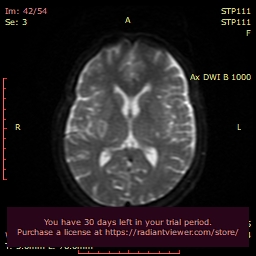 Im: 42/54
Se: 3
A
STP111
STP111
F
Ax DWI B 1000
R
L
You have 30 days left in your trial period.
Purchase a license at https://radiantviewer.com/store/